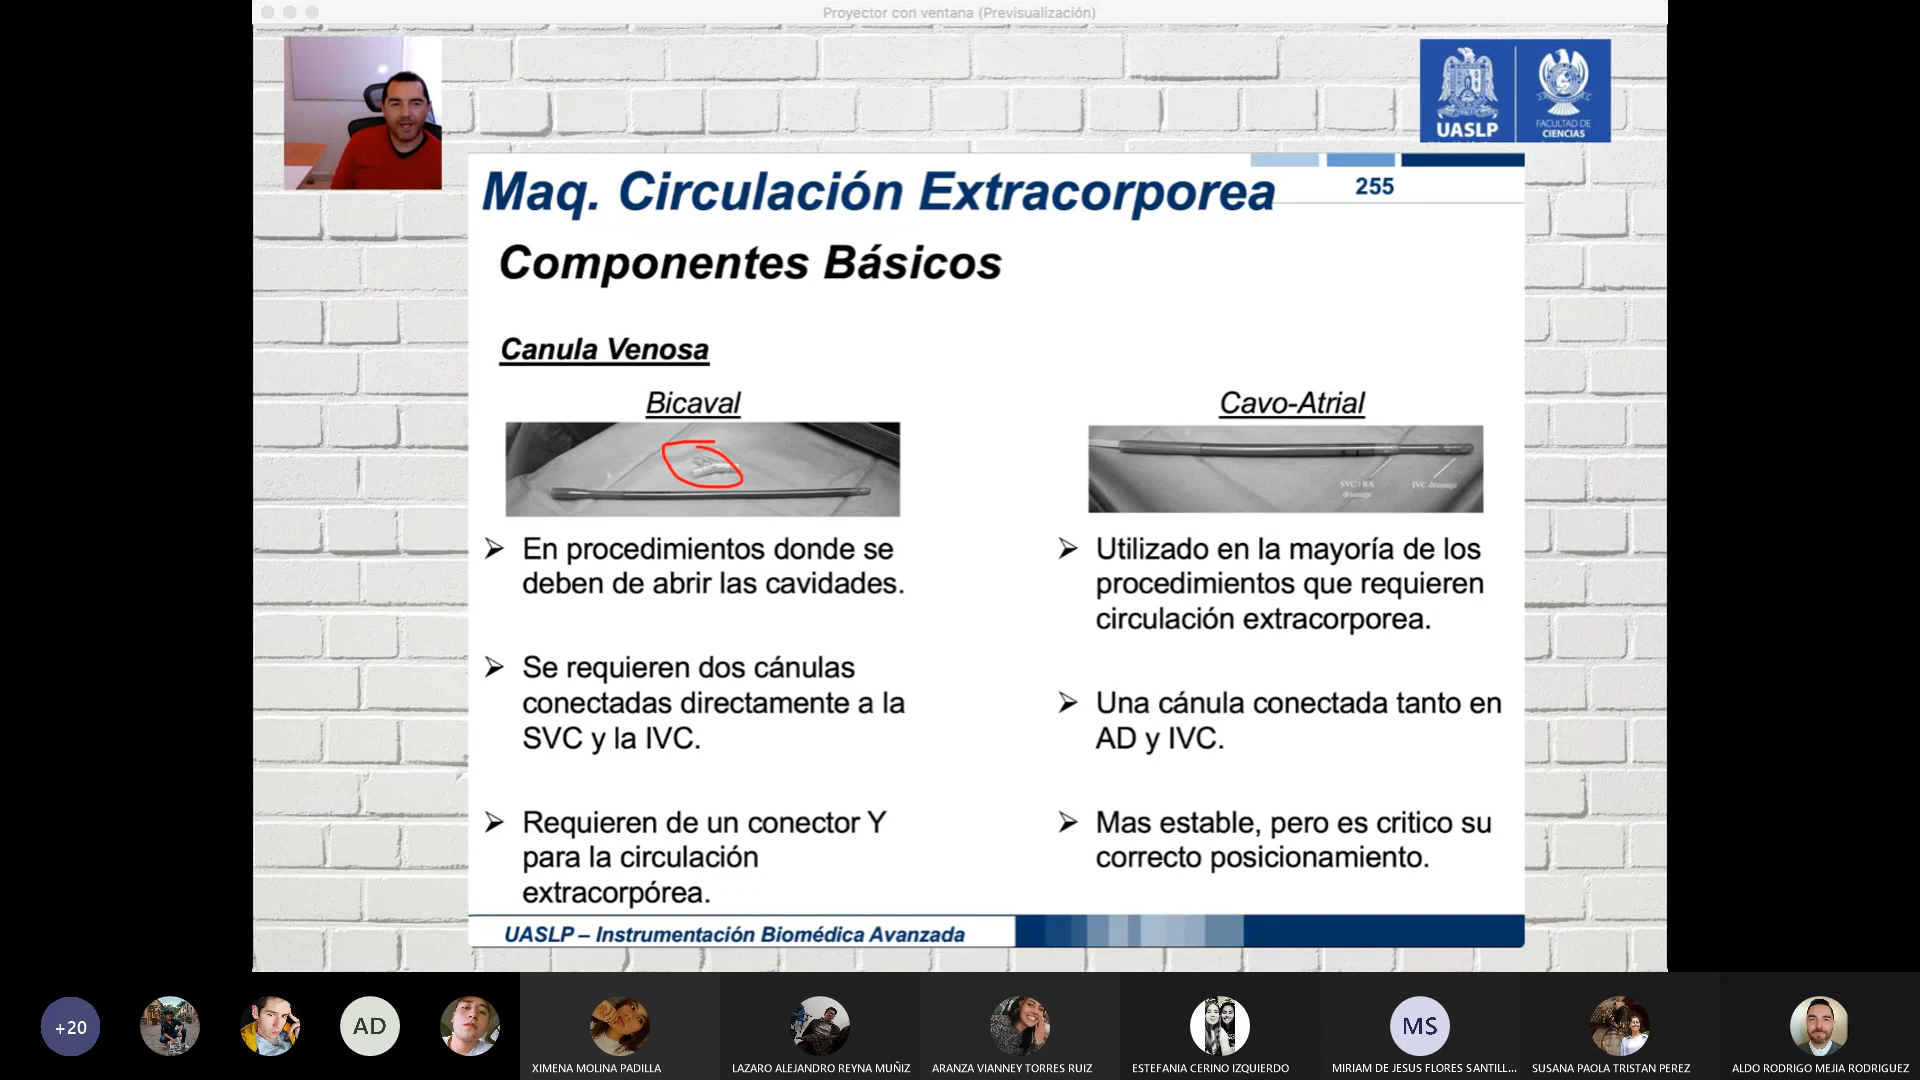 Proyector con ventana (Previsualización)
UASLP
FACULTAD DE
CIENCIAS
Maq. Circulación Extracorporea
255
Componentes Básicos
Canula Venosa
Bicaval
En procedimientos donde se
deben de abrir las cavidades.
Se requieren dos cánulas
conectadas directamente a la
SVC y la IVC.
Requieren de un conector Y
para la circulación
extracorpórea.
Cavo-Atrial
SVC / RA
drainage
IVC drainage
Utilizado en la mayoría de los
procedimientos que requieren
circulación extracorporea.
Una cánula conectada tanto en
AD y IVC.
Mas estable, pero es critico su
correcto posicionamiento.
UASLP – Instrumentación Biomédica Avanzada
+20
AD
MS
XIMENA MOLINA PADILLA
LAZARO ALEJANDRO REYNA MUÑIZ
ARANZA VIANNEY TORRES RUIZ
ESTEFANIA CERINO IZQUIERDO
MIRIAM DE JESUS FLORES SANTILL...
SUSANA PAOLA TRISTAN PEREZ
ALDO RODRIGO MEJIA RODRIGUEZ